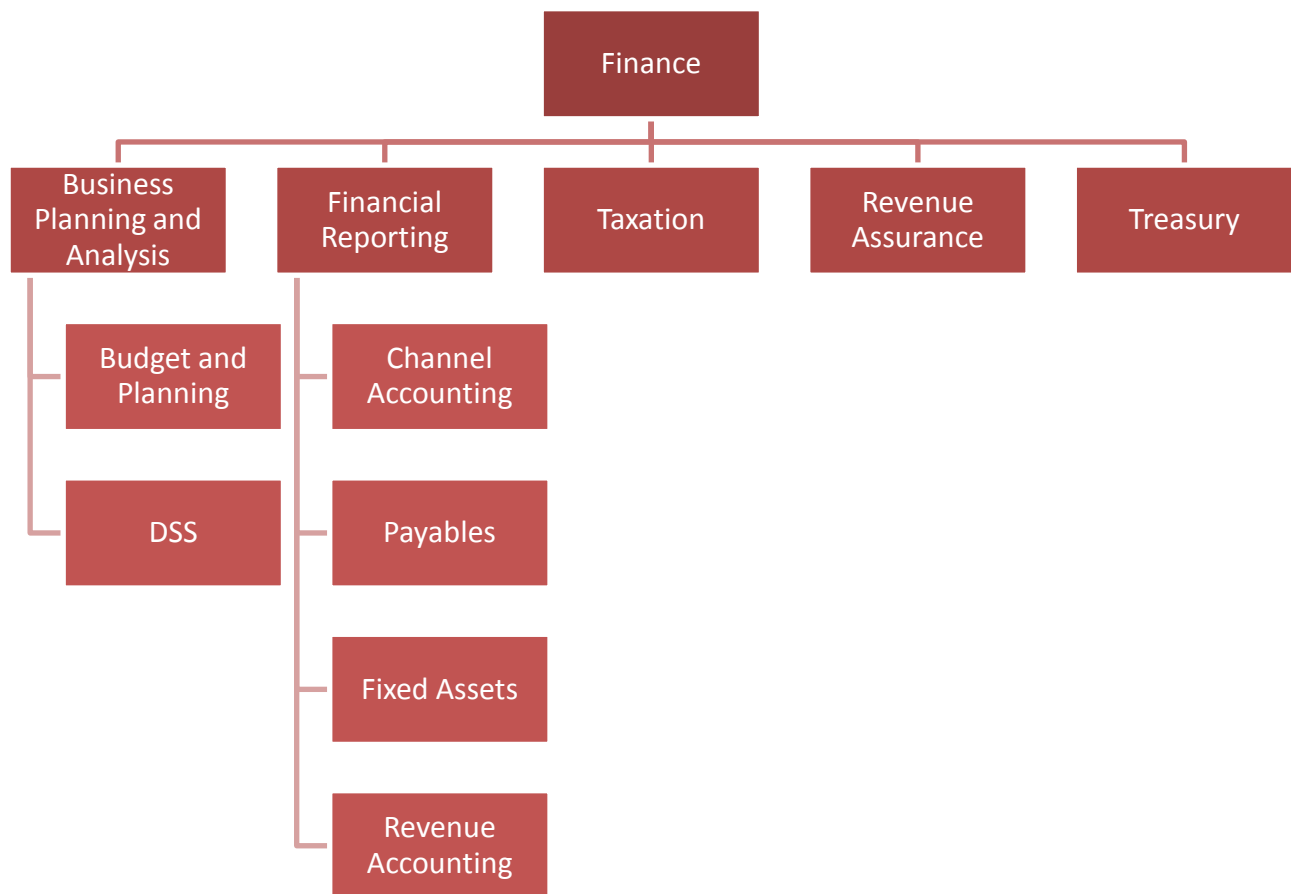 Finance
Business
Planning and
Analysis
Financial
Reporting
Taxation
Revenue
Assurance
Treasury
Budget and
Planning
DSS
Channel
Accounting
Payables
Fixed Assets
Revenue
Accounting